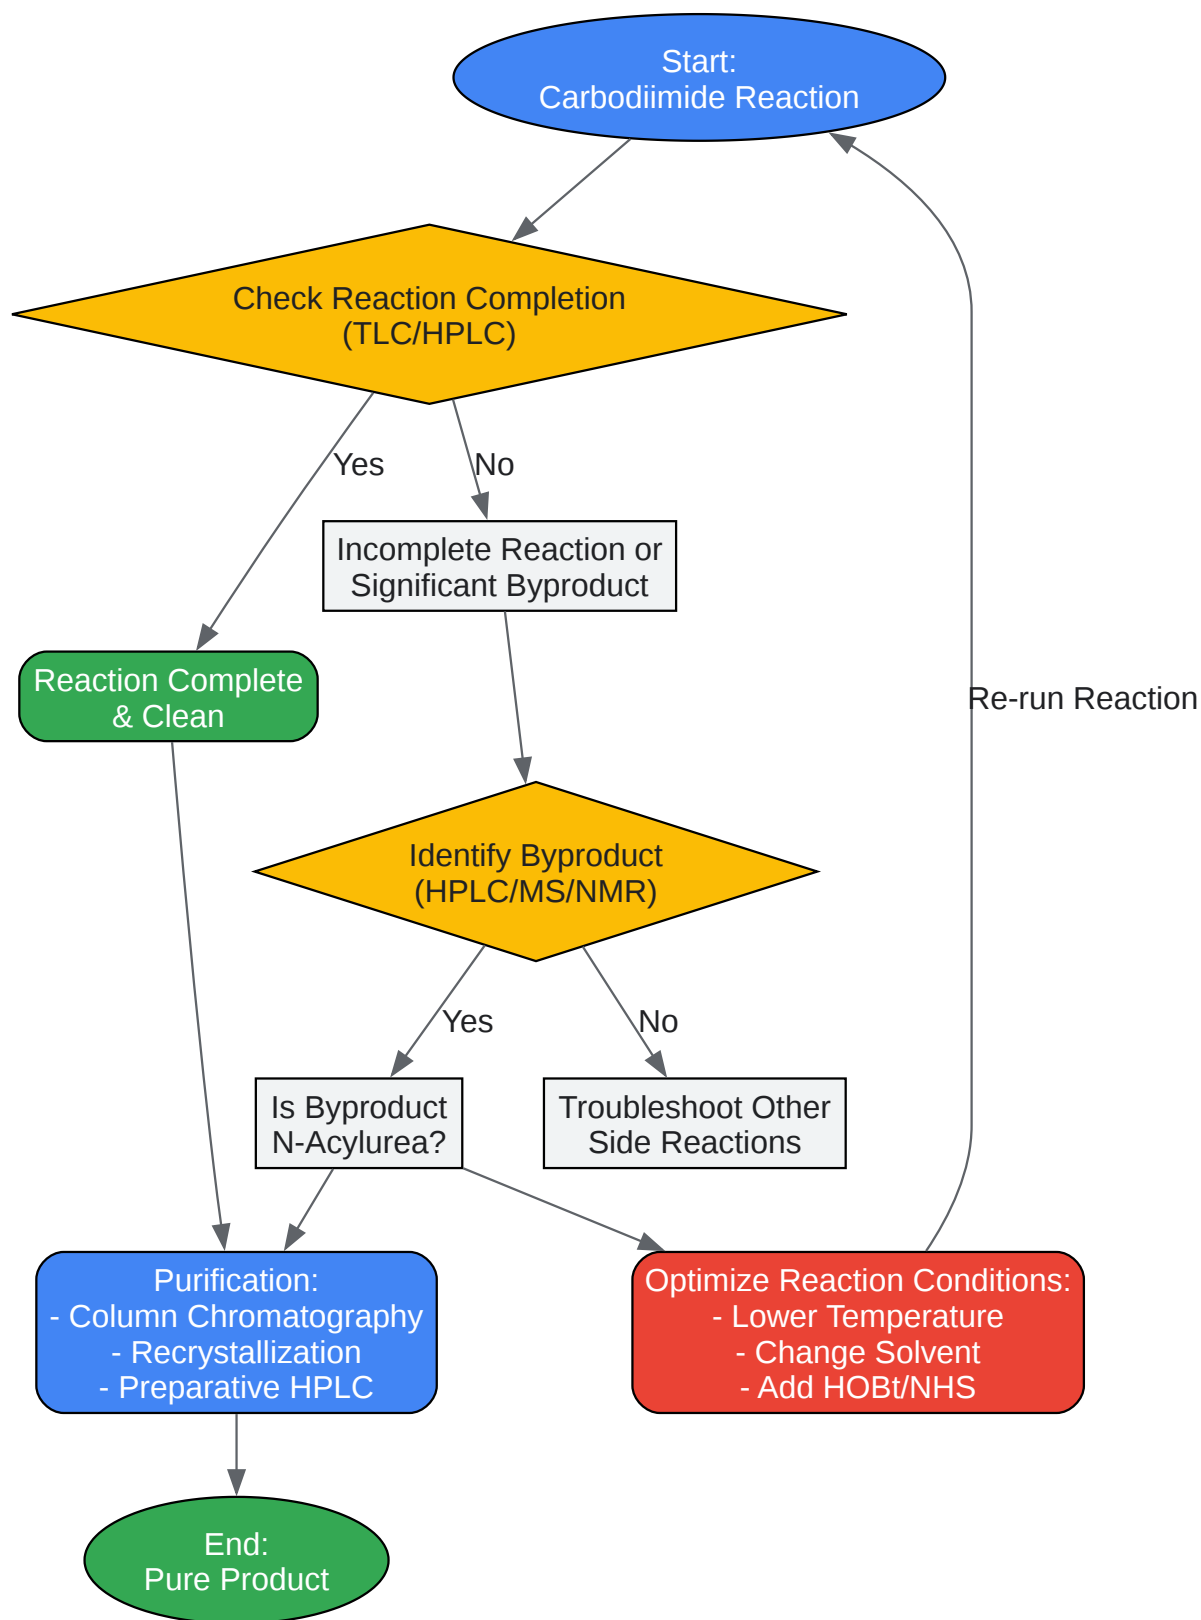 Start:
Carbodiimide Reaction
Check Reaction Completion
(TLC/HPLC)
Yes
No
Incomplete Reaction or
Significant Byproduct
Reaction Complete
& Clean
Re-run Reaction
Identify Byproduct
(HPLC/MS/NMR)
Yes
No
Is Byproduct
N-Acylurea?
Troubleshoot Other
Side Reactions
Purification:
- Column Chromatography
- Recrystallization
- Preparative HPLC
Optimize Reaction Conditions:
- Lower Temperature
- Change Solvent
- Add HOBt/NHS
End:
Pure Product